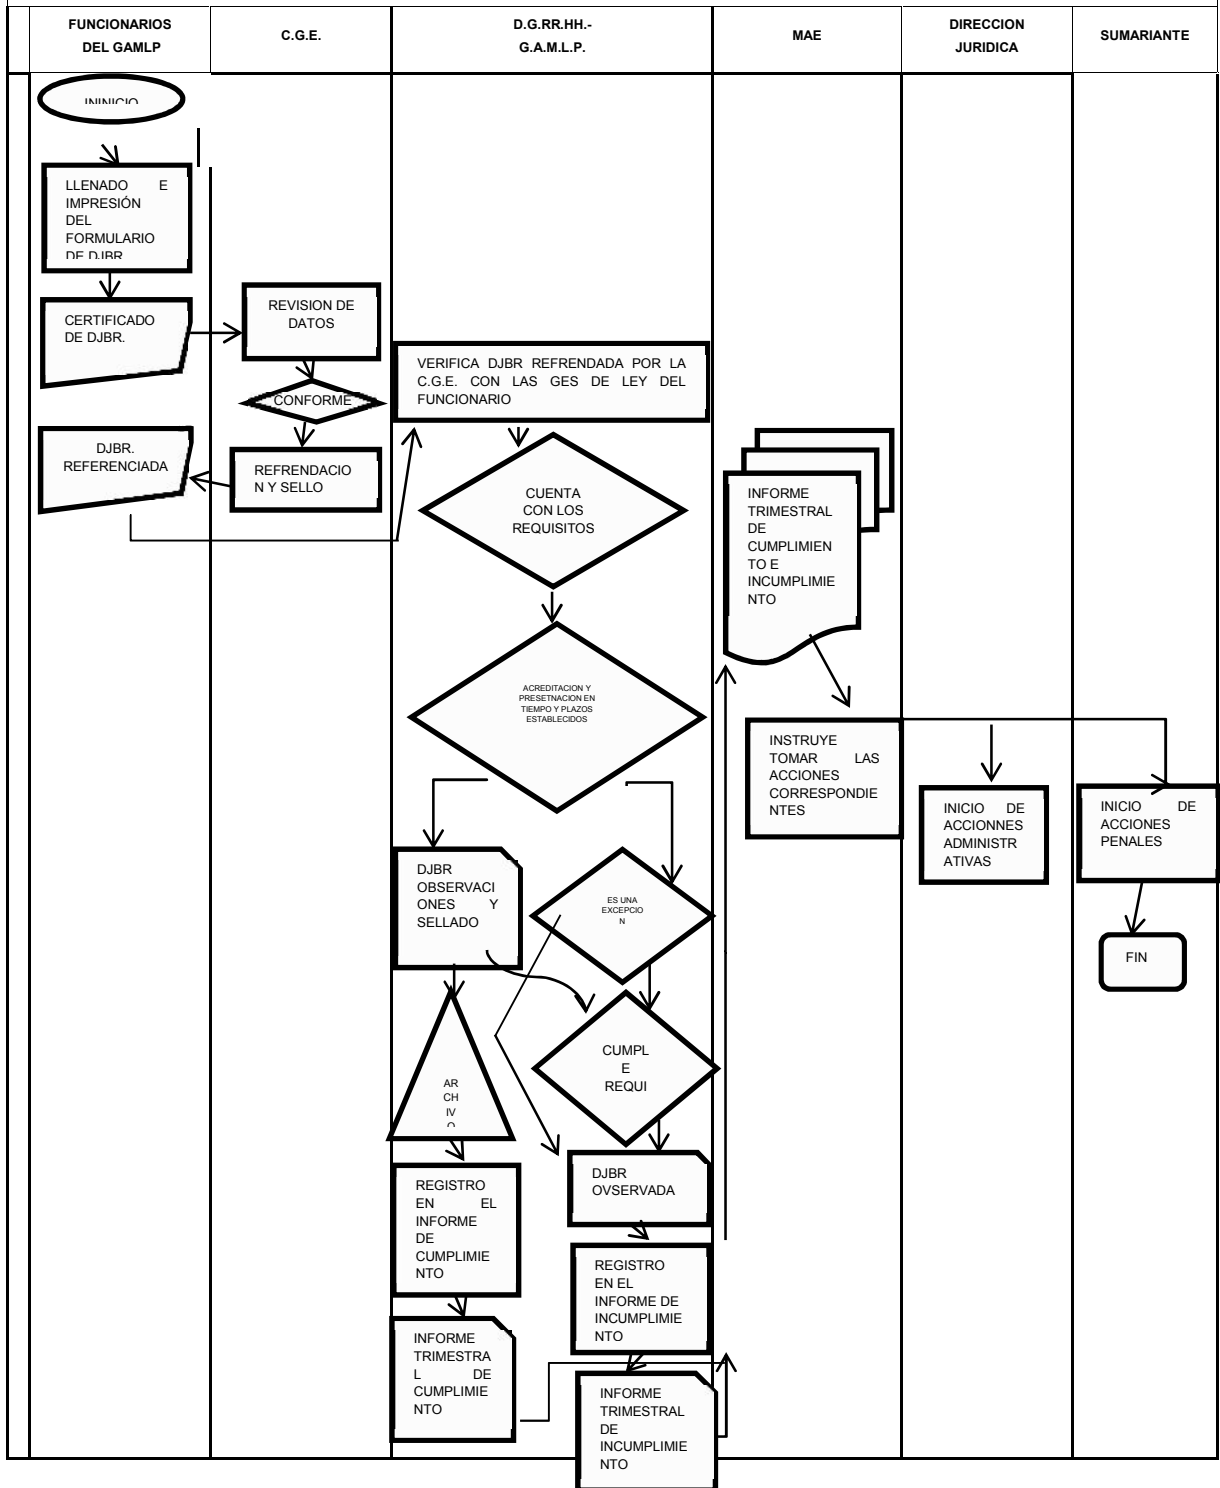 FUNCIONARIOS
DEL GAMLP
C.G.E.
D.G.RR.HH.-
G.A.M.L.P.
MAE
DIRECCION
JURIDICA
SUMARIANTE
ININICIO
LLENADO E
IMPRESIÓN
DEL
FORMULARIO
DE DJBR
CERTIFICADO
DE DJBR.
REVISION DE
DATOS
CONFORME
REFRENDACIO
N Y SELLO
DJBR.
REFERENCIADA
VERIFICA DJBR REFRENDADA POR LA
C.G.E. CON LAS GES DE LEY DEL
FUNCIONARIO
CUENTA
CON LOS
REQUISITOS
ACREDITACION Y
PRESETNACION EN
TIEMPO Y PLAZOS
ESTABLECIDOS
DJBR
OBSERVACI
ONES Y
SELLADO
ES UNA
EXCEPCIO
N
CUMPL
E
REQUI
AR
CH
IV
O
DJBR
OVSERVADA
REGISTRO
EN EL
INFORME
DE
CUMPLIMIE
NTO
REGISTRO
EN EL
INFORME DE
INCUMPLIMIE
NTO
INFORME
TRIMESTRA
L DE
CUMPLIMIE
NTO
INFORME
TRIMESTRAL
DE
INCUMPLIMIE
NTO
INFORME
TRIMESTRAL
DE
CUMPLIMIEN
TO E
INCUMPLIMIE
NTO
INSTRUYE
TOMAR LAS
ACCIONES
CORRESPONDIE
NTES
INICIO DE
ACCIONNES
ADMINISTR
ATIVAS
INICIO DE
ACCIONES
PENALES
FIN